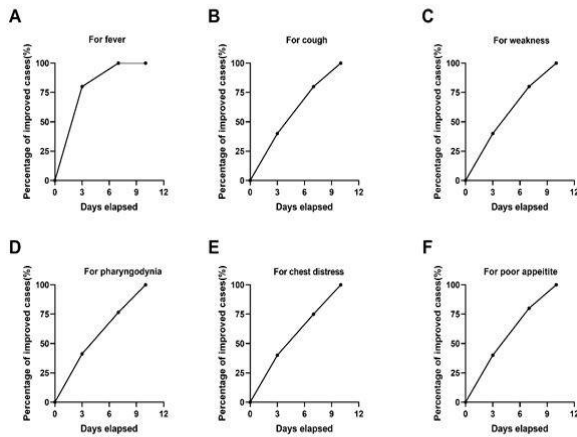 A
For fever
Percentage of improved cases(%)
100
75
50
25
0
0 3 6 9 12
Days elapsed
B
For cough
Percentage of improved cases(%)
100
75
50
25
0
0 3 6 9 12
Days elapsed
C
For weakness
Percentage of improved cases(%)
100
75
50
25
0
0 3 6 9 12
Days elapsed
D
For pharyngodynia
Percentage of improved cases(%)
100
75
50
25
0
0 3 6 9 12
Days elapsed
E
For chest distress
Percentage of improved cases(%)
100
75
50
25
0
0 3 6 9 12
Days elapsed
F
For poor appeitite
Percentage of improved cases(%)
100
75
50
25
0
0 3 6 9 12
Days elapsed